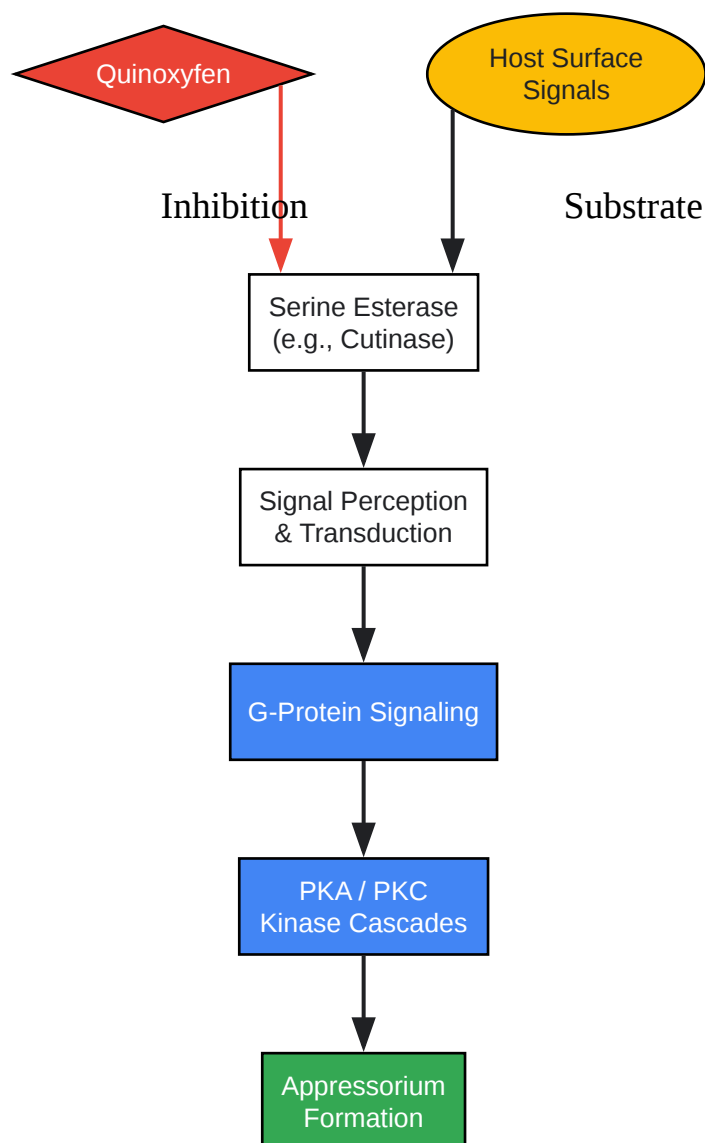 Quinoxyfen
Host Surface
Signals
Inhibition
Substrate
Serine Esterase
(e.g., Cutinase)
Signal Perception
& Transduction
G-Protein Signaling
PKA / PKC
Kinase Cascades
Appressorium
Formation